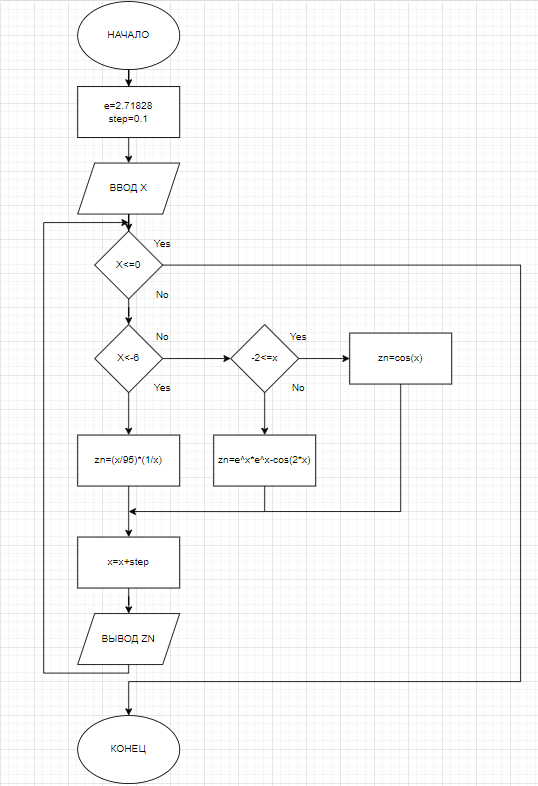 НАЧАЛО
e=2.71828
step=0.1
ВВОД X
Yes
X<=0
No
No
Yes
X<-6
-2<=x
zn=cos(x)
Yes
No
zn=(x/95)*(1/x)
zn=e^x*e^x-cos(2*x)
x=x+step
ВЫВОД ZN
КОНЕЦ